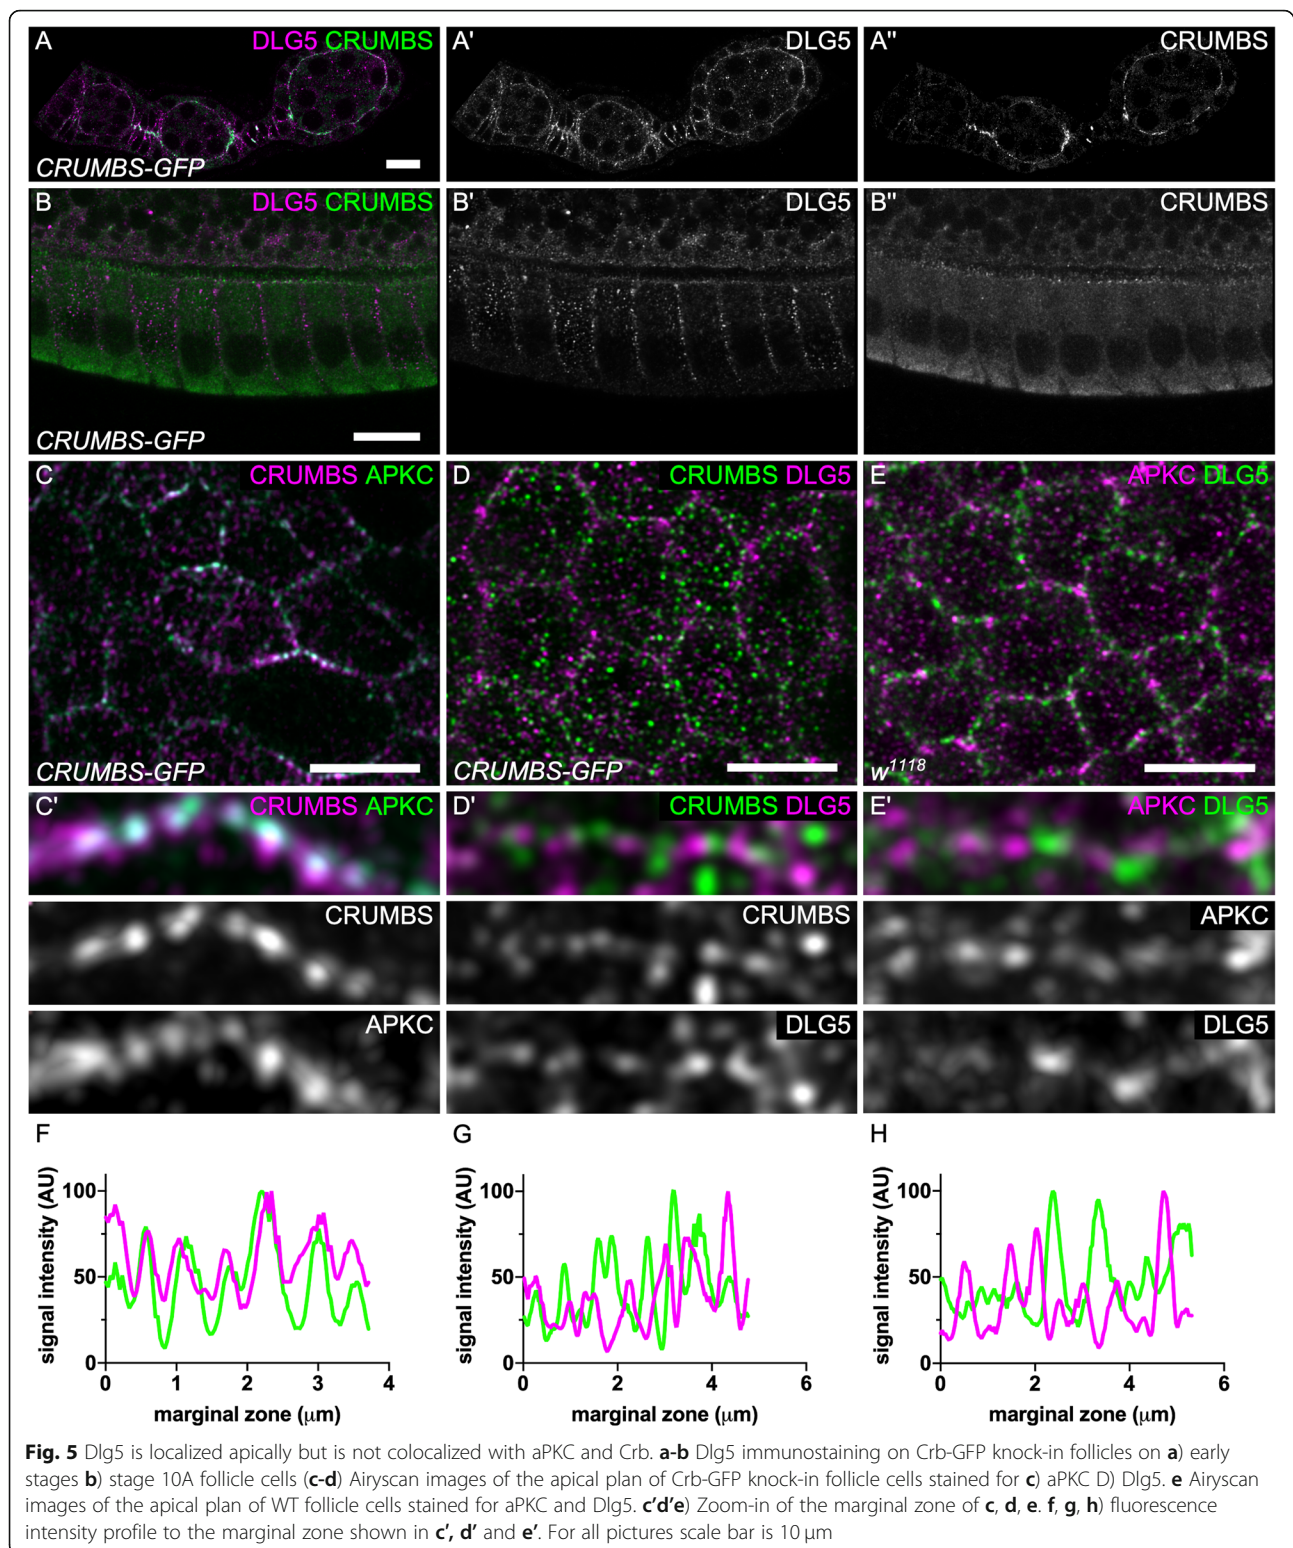 A DLG5 CRUMBS A' DLG5 A'' CRUMBS
CRUMBS-GFP
B DLG5 CRUMBS B' DLG5 B'' CRUMBS
CRUMBS-GFP
C CRUMBS APKC D CRUMBS DLG5 E APKC DLG5
CRUMBS-GFP CRUMBS-GFP w1118
C' CRUMBS APKC D' CRUMBS DLG5 E' APKC DLG5
CRUMBS CRUMBS APKC
APKC DLG5 DLG5
F G H
signal intensity (AU)
100
50
0
0 1 2 3 4
marginal zone (μm)
signal intensity (AU)
100
50
0
0 2 4 6
marginal zone (μm)
signal intensity (AU)
100
50
0
0 2 4 6
marginal zone (μm)
Fig. 5 Dlg5 is localized apically but is not colocalized with aPKC and Crb. a-b Dlg5 immunostaining on Crb-GFP knock-in follicles on a) early
stages b) stage 10A follicle cells (c-d) Airyscan images of the apical plan of Crb-GFP knock-in follicle cells stained for c) aPKC D) Dlg5. e Airyscan
images of the apical plan of WT follicle cells stained for aPKC and Dlg5. c'd'e) Zoom-in of the marginal zone of c, d, e. f, g, h) fluorescence
intensity profile to the marginal zone shown in c', d' and e'. For all pictures scale bar is 10 μm